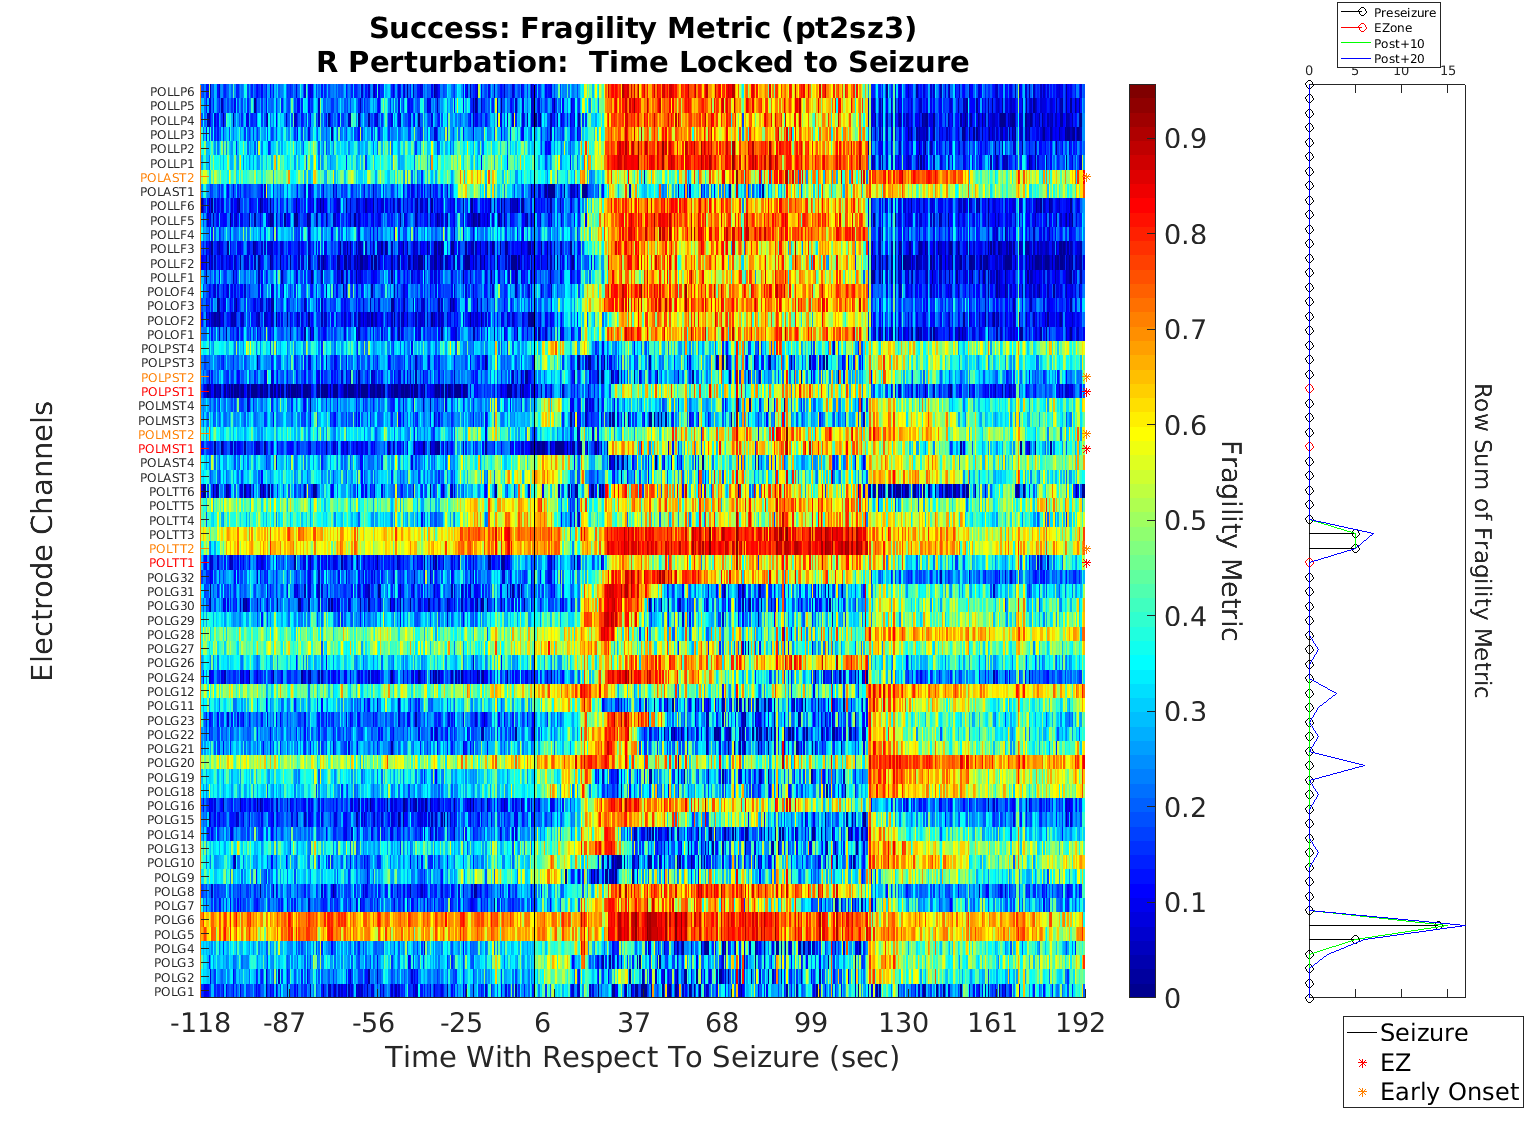 Success: Fragility Metric (pt2sz3)
R Perturbation: Time Locked to Seizure
Preseizure
EZone
Post+10
Post+20
0 5 10 15
POLLP6
POLLP5
POLLP4
POLLP3
POLLP2
POLLP1
POLAST2
POLAST1
POLLF6
POLLF5
POLLF4
POLLF3
POLLF2
POLLF1
POLOF4
POLOF3
POLOF2
POLOF1
POLPST4
POLPST3
POLPST2
POLPST1
POLMST4
POLMST3
POLMST2
POLMST1
POLAST4
POLAST3
POLTT6
POLTT5
POLTT4
POLTT3
POLTT2
POLTT1
POLG32
POLG31
POLG30
POLG29
POLG28
POLG27
POLG26
POLG24
POLG12
POLG11
POLG23
POLG22
POLG21
POLG20
POLG19
POLG18
POLG16
POLG15
POLG14
POLG13
POLG10
POLG9
POLG8
POLG7
POLG6
POLG5
POLG4
POLG3
POLG2
POLG1
Electrode Channels
-118 -87 -56 -25 6 37 68 99 130 161 192
Time With Respect To Seizure (sec)
0.9
0.8
0.7
0.6
0.5
0.4
0.3
0.2
0.1
0
Fragility Metric
Row Sum of Fragility Metric
Seizure
EZ
Early Onset